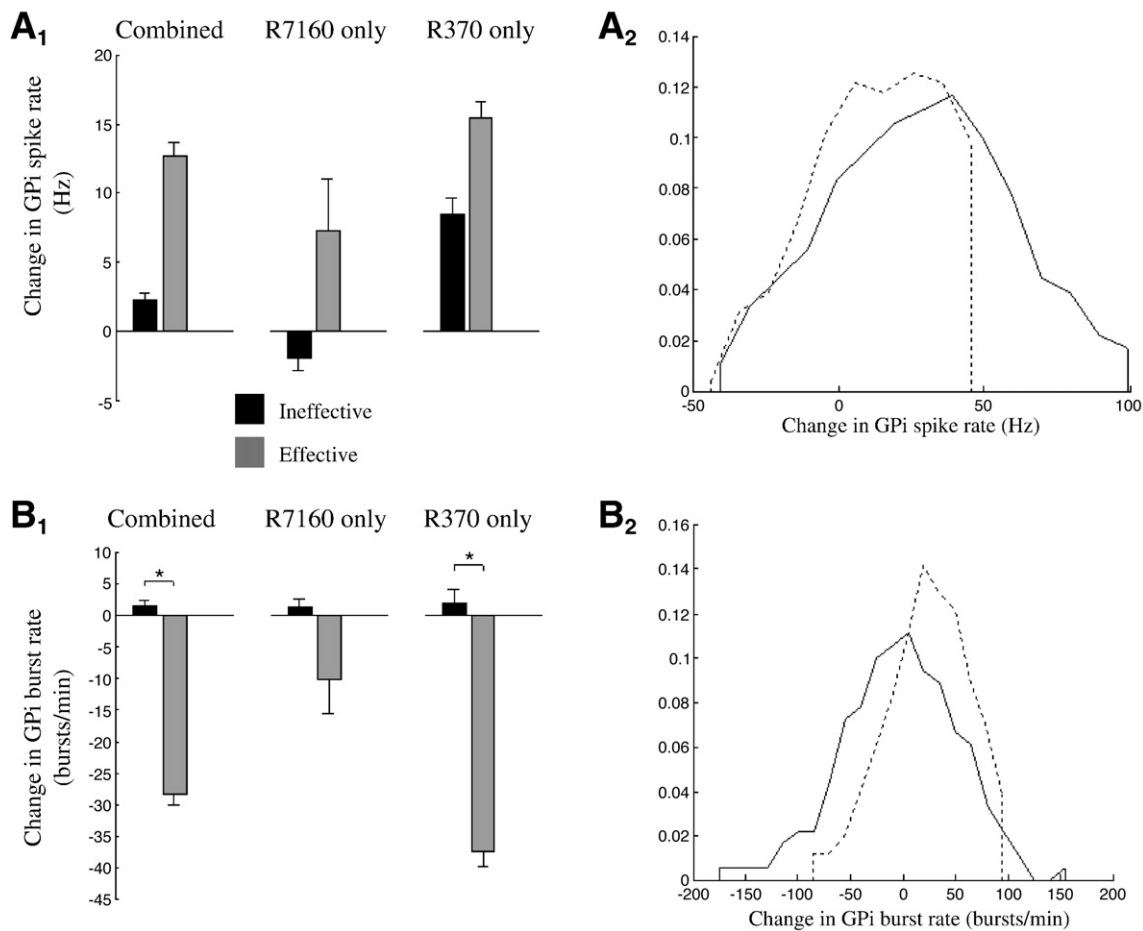 A1
Combined
R7160 only
R370 only
Change in GPi spike rate
(Hz)
20
15
10
5
0
-5
Ineffective
Effective
A2
0.14
0.12
0.1
0.08
0.06
0.04
0.02
0
-50
0
50
100
Change in GPi spike rate (Hz)
B1
Combined
R7160 only
R370 only
Change in GPi burst rate
(bursts/min)
10
5
0
-5
-10
-15
-20
-25
-30
-35
-40
-45
*
*
B2
0.16
0.14
0.12
0.1
0.08
0.06
0.04
0.02
0
-200
-150
-100
-50
0
50
100
150
200
Change in GPi burst rate (bursts/min)